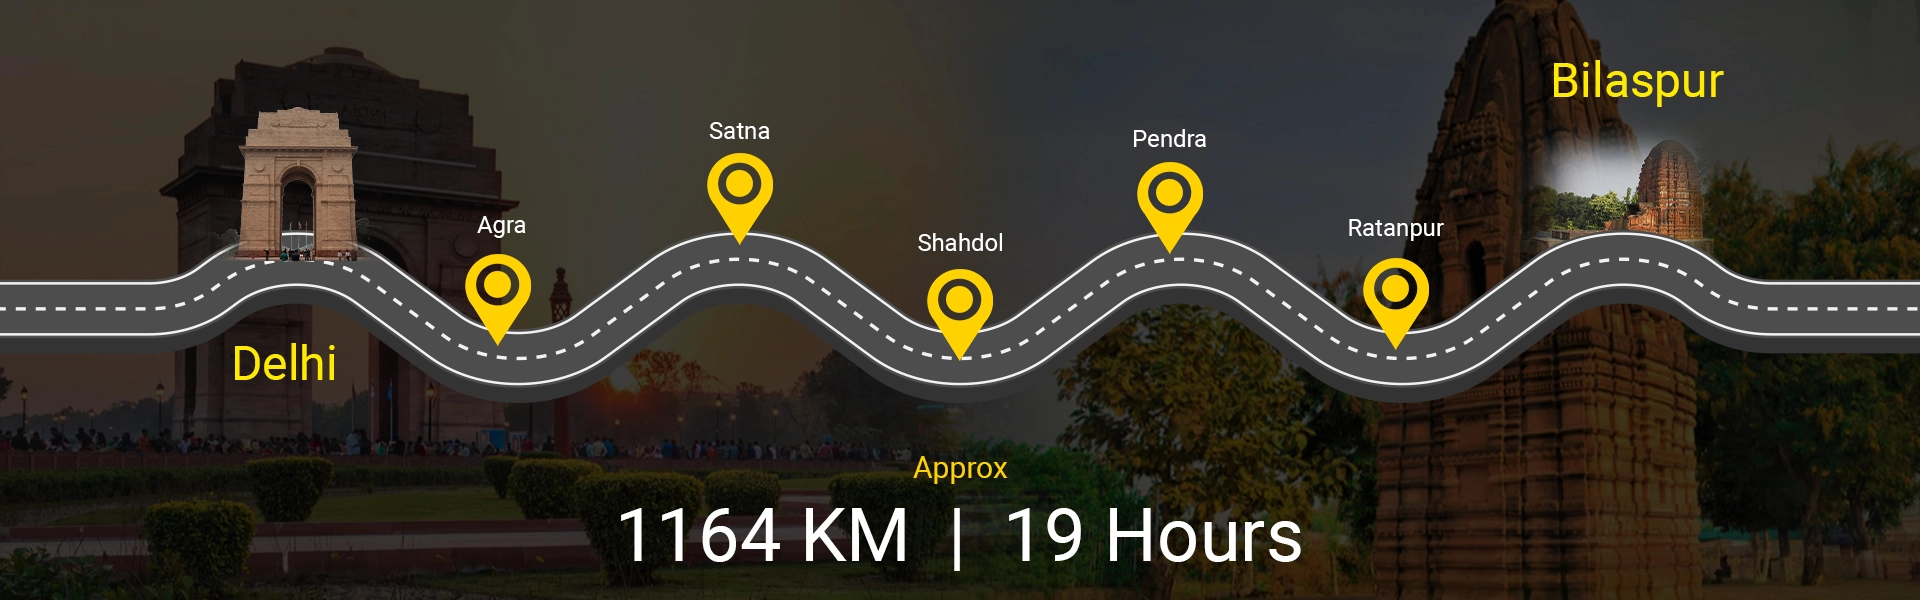 Bilaspur
Satna
Pendra
Agra
Shahdol
Ratanpur
Delhi
Approx
1164 KM | 19 Hours